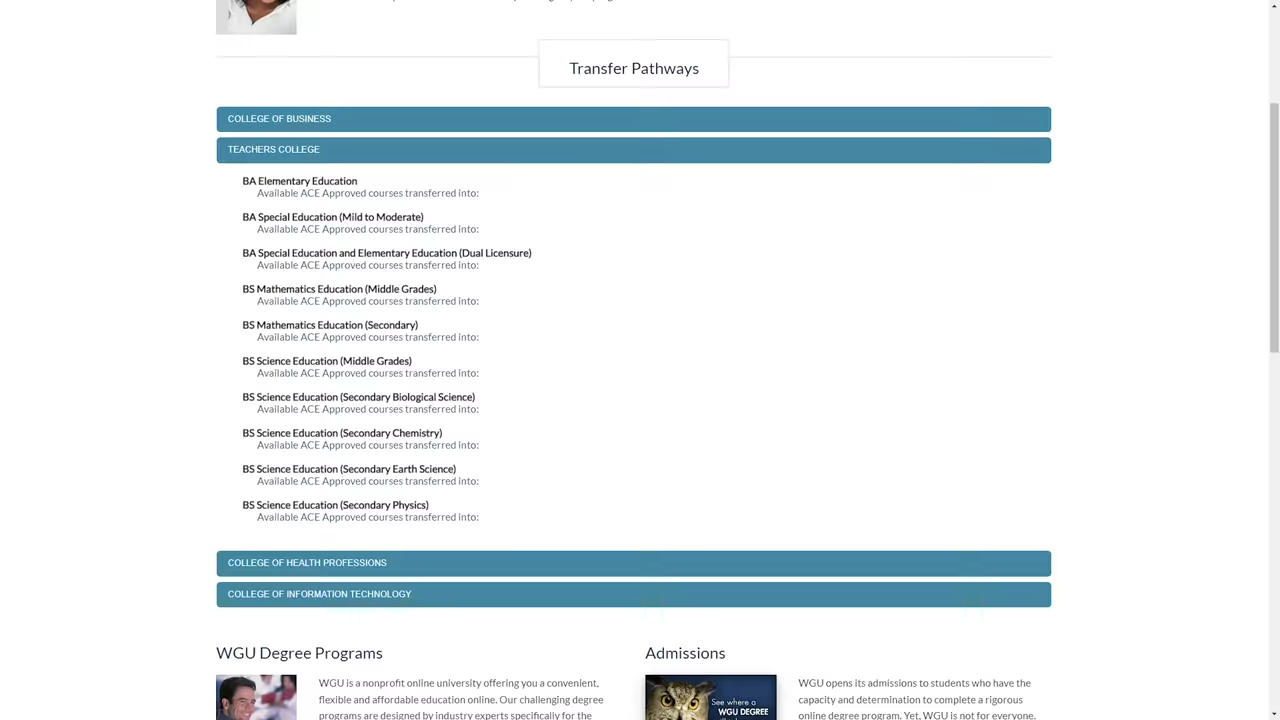 Transfer Pathways
COLLEGE OF BUSINESS
TEACHERS COLLEGE
BA Elementary Education
Available ACE Approved courses transferred into:
BA Special Education (Mild to Moderate)
Available ACE Approved courses transferred into:
BA Special Education and Elementary Education (Dual Licensure)
Available ACE Approved courses transferred into:
BS Mathematics Education (Middle Grades)
Available ACE Approved courses transferred into:
BS Mathematics Education (Secondary)
Available ACE Approved courses transferred into:
BS Science Education (Middle Grades)
Available ACE Approved courses transferred into:
BS Science Education (Secondary Biological Science)
Available ACE Approved courses transferred into:
BS Science Education (Secondary Chemistry)
Available ACE Approved courses transferred into:
BS Science Education (Secondary Earth Science)
Available ACE Approved courses transferred into:
BS Science Education (Secondary Physics)
Available ACE Approved courses transferred into:
COLLEGE OF HEALTH PROFESSIONS
COLLEGE OF INFORMATION TECHNOLOGY
WGU Degree Programs
WGU is a nonprofit online university offering you a convenient,
flexible and affordable education online. Our challenging degree
programs are designed by industry experts specifically for the
Admissions
See where a
WGU DEGREE
WGU opens its admissions to students who have the
capacity and determination to complete a rigorous
online degree program. Yet, WGU is not for everyone.